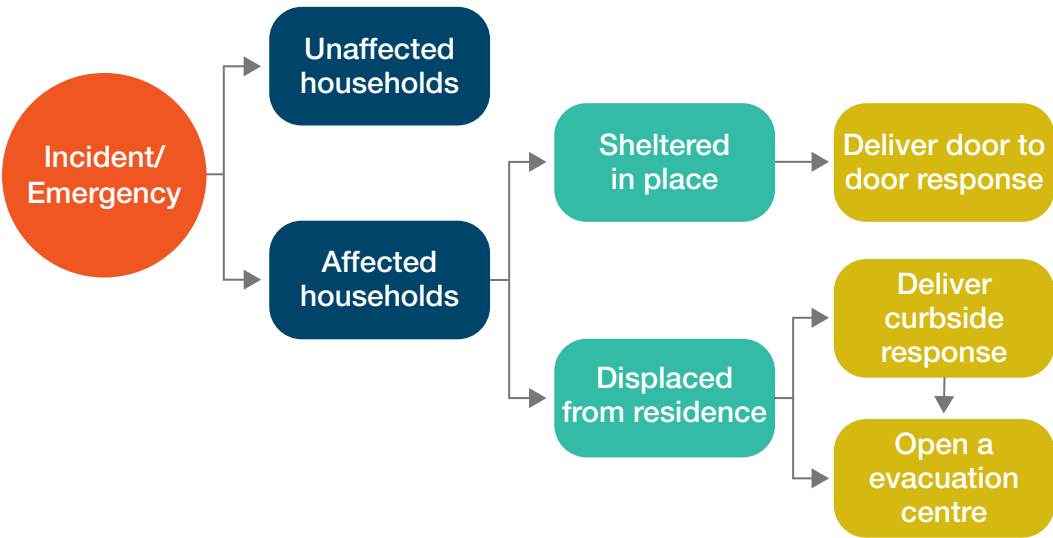 Incident/
Emergency
Unaffected
households
Affected
households
Sheltered
in place
Displaced
from residence
Deliver door to
door response
Deliver
curbside
response
Open a
evacuation
centre